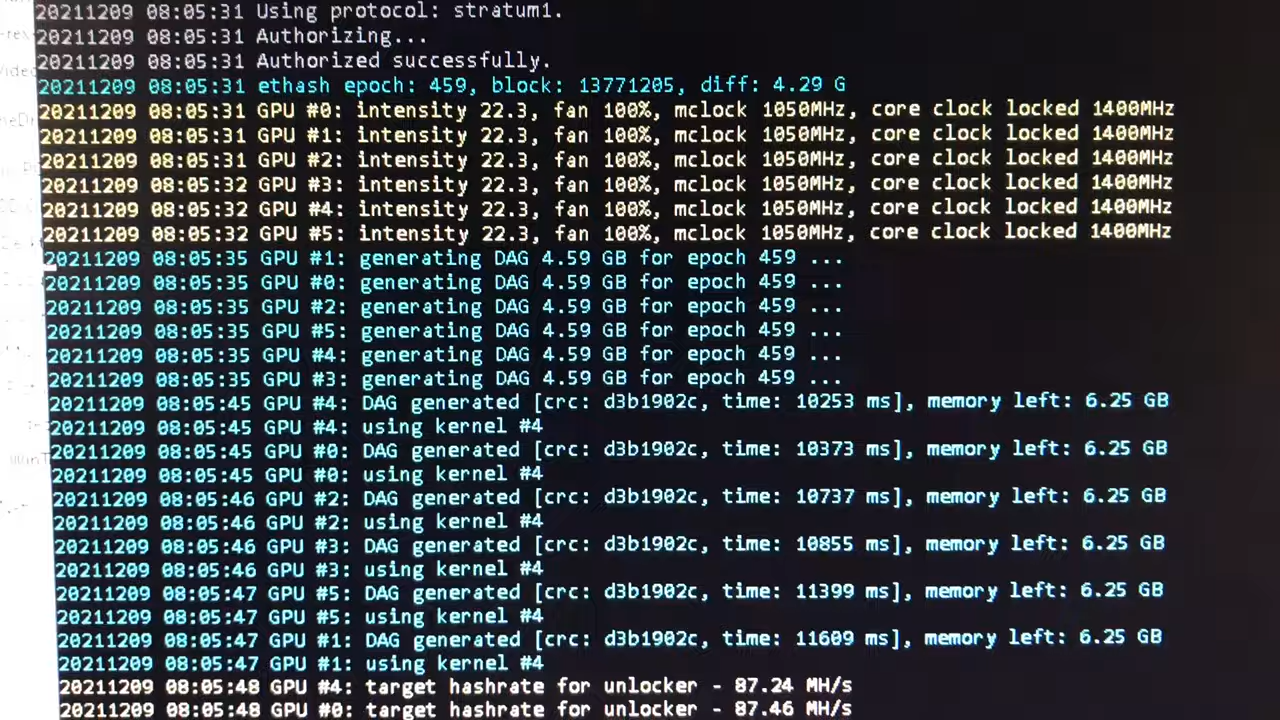 20211209 08:05:31 Using protocol: stratum1.
20211209 08:05:31 Authorizing...
20211209 08:05:31 Authorized successfully.
20211209 08:05:31 ethash epoch: 459, block: 13771205, diff: 4.29 G
20211209 08:05:31 GPU #0: intensity 22.3, fan 100%, mclock 1050MHz, core clock locked 1400MHz
20211209 08:05:31 GPU #1: intensity 22.3, fan 100%, mclock 1050MHz, core clock locked 1400MHz
20211209 08:05:31 GPU #2: intensity 22.3, fan 100%, mclock 1050MHz, core clock locked 1400MHz
20211209 08:05:32 GPU #3: intensity 22.3, fan 100%, mclock 1050MHz, core clock locked 1400MHz
20211209 08:05:32 GPU #4: intensity 22.3, fan 100%, mclock 1050MHz, core clock locked 1400MHz
20211209 08:05:32 GPU #5: intensity 22.3, fan 100%, mclock 1050MHz, core clock locked 1400MHz
20211209 08:05:35 GPU #1: generating DAG 4.59 GB for epoch 459 ...
20211209 08:05:35 GPU #0: generating DAG 4.59 GB for epoch 459 ...
20211209 08:05:35 GPU #2: generating DAG 4.59 GB for epoch 459 ...
20211209 08:05:35 GPU #5: generating DAG 4.59 GB for epoch 459 ...
20211209 08:05:35 GPU #4: generating DAG 4.59 GB for epoch 459 ...
20211209 08:05:35 GPU #3: generating DAG 4.59 GB for epoch 459 ...
20211209 08:05:45 GPU #4: DAG generated [crc: d3b1902c, time: 10253 ms], memory left: 6.25 GB
20211209 08:05:45 GPU #4: using kernel #4
20211209 08:05:45 GPU #0: DAG generated [crc: d3b1902c, time: 10373 ms], memory left: 6.25 GB
20211209 08:05:45 GPU #0: using kernel #4
20211209 08:05:46 GPU #2: DAG generated [crc: d3b1902c, time: 10737 ms], memory left: 6.25 GB
20211209 08:05:46 GPU #2: using kernel #4
20211209 08:05:46 GPU #3: DAG generated [crc: d3b1902c, time: 10855 ms], memory left: 6.25 GB
20211209 08:05:46 GPU #3: using kernel #4
20211209 08:05:47 GPU #5: DAG generated [crc: d3b1902c, time: 11399 ms], memory left: 6.25 GB
20211209 08:05:47 GPU #5: using kernel #4
20211209 08:05:47 GPU #1: DAG generated [crc: d3b1902c, time: 11609 ms], memory left: 6.25 GB
20211209 08:05:47 GPU #1: using kernel #4
20211209 08:05:48 GPU #4: target hashrate for unlocker - 87.24 MH/s
20211209 08:05:48 GPU #0: target hashrate for unlocker - 87.46 MH/s